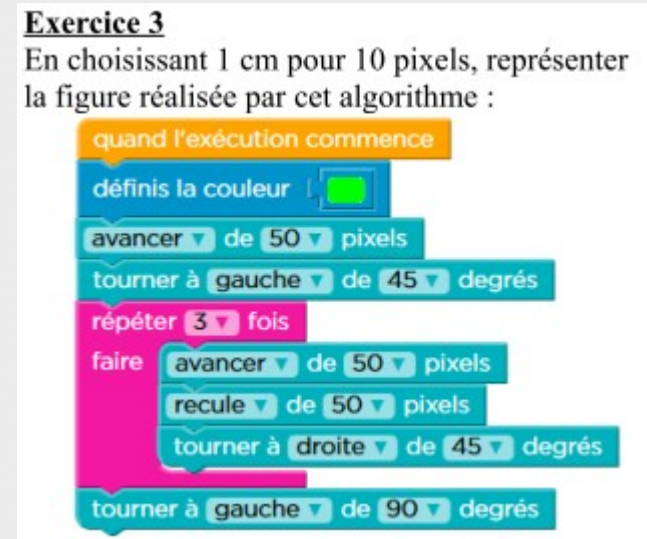 Exercice 3
En choisissant 1 cm pour 10 pixels, représenter
la figure réalisée par cet algorithme :
quand l'exécution commence
définis la couleur
avancer de 50 pixels
tourner à gauche de 45 degrés
répéter 3 fois
faire avancer de 50 pixels
recule de 50 pixels
tourner à droite de 45 degrés
tourner à gauche de 90 degrés